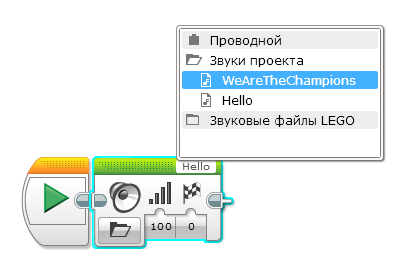 Проводной
Звуки проекта
WeAreTheChampions
Hello
Звуковые файлы LEGO
Hello
100 0